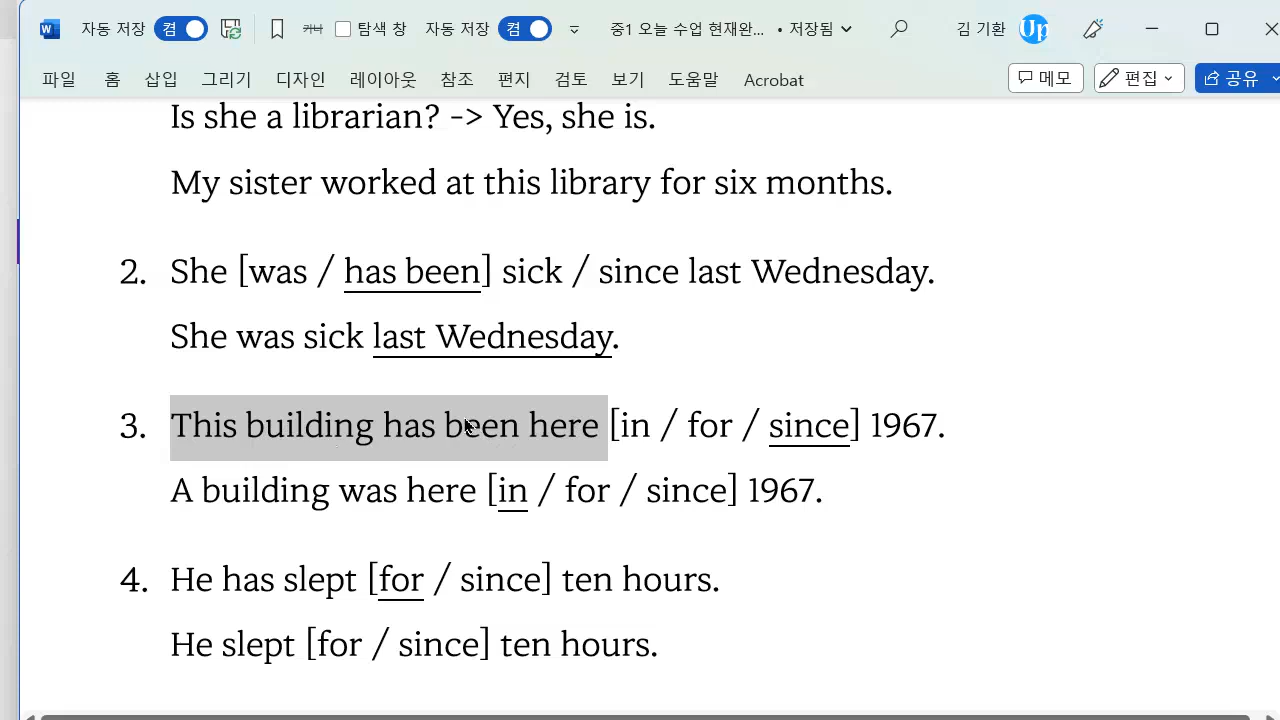 자동 저장 켬 탐색 창 자동 저장 켬 중1 오늘 수업 현재완... • 저장됨 김 기환 Up
파일 홈 삽입 그리기 디자인 레이아웃 참조 편지 검토 보기 도움말 Acrobat 메모 편집 공유
Is she a librarian? -> Yes, she is.
My sister worked at this library for six months.
2. She [was / has been] sick / since last Wednesday.
She was sick last Wednesday.
3. This building has been here [in / for / since] 1967.
A building was here [in / for / since] 1967.
4. He has slept [for / since] ten hours.
He slept [for / since] ten hours.